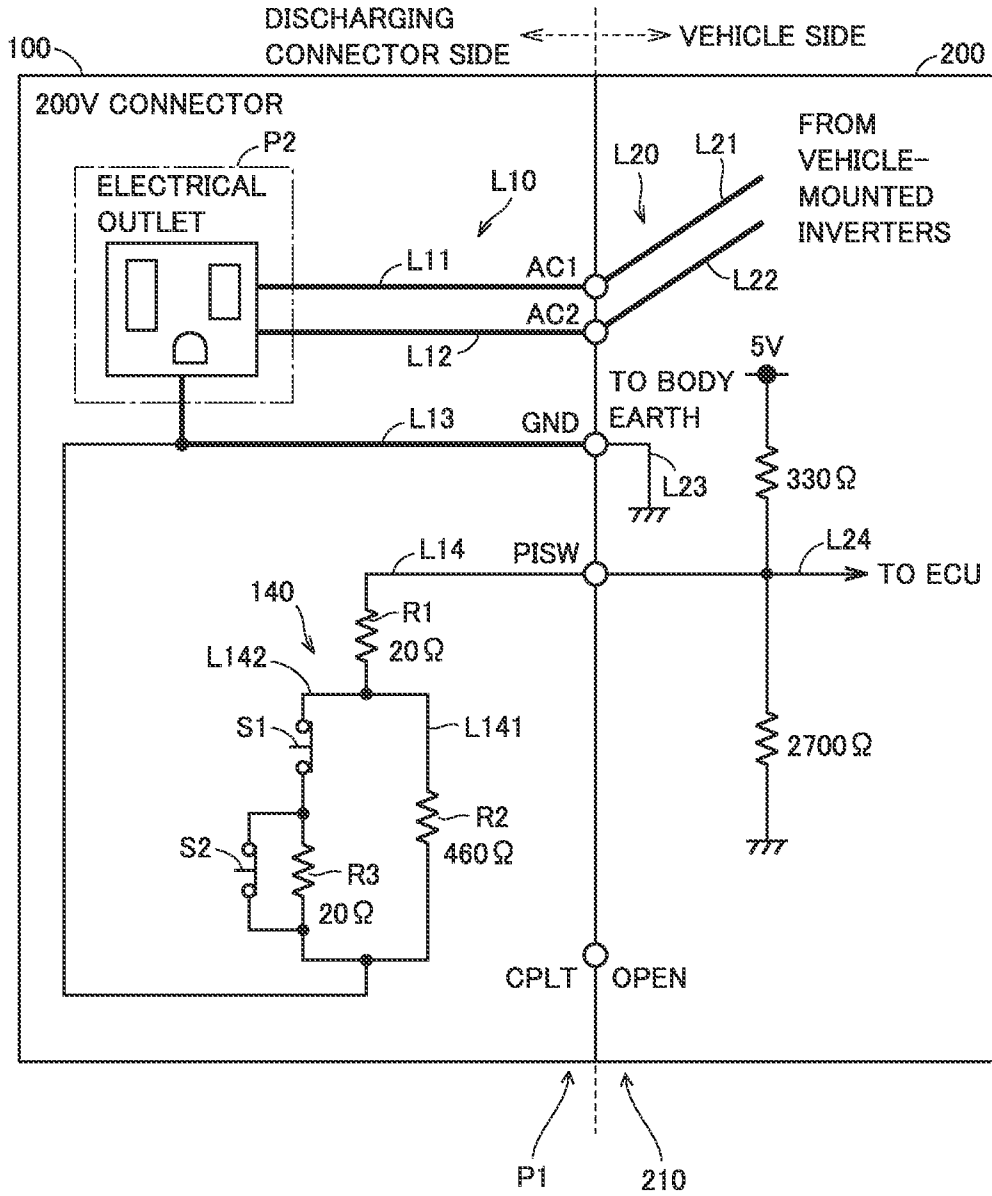 DISCHARGING
CONNECTOR SIDE
VEHICLE SIDE
100
200
200V CONNECTOR
P2
ELECTRICAL
OUTLET
L10
L20
L21
FROM
VEHICLE-
MOUNTED
INVERTERS
L11
AC1
L22
AC2
L12
5V
TO BODY
EARTH
L13
GND
L23
330Ω
L14
PISW
L24
TO ECU
140
R1
20Ω
L142
S1
L141
2700Ω
S2
R2
460Ω
R3
20Ω
CPLT
OPEN
P1
210